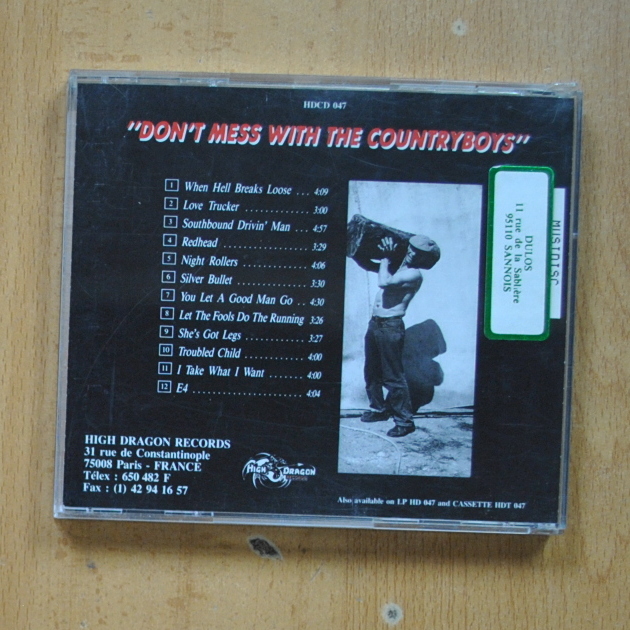 HDCD 047
"DON'T MESS WITH THE COUNTRYBOYS"
1 When Hell Breaks Loose ... 4:09
2 Love Trucker ............... 3:00
3 Southbound Drivin' Man .... 4:57
4 Redhead .................... 3:29
5 Night Rollers ............... 4:06
6 Silver Bullet ................ 3:30
7 You Let A Good Man Go .. 4:30
8 Let The Fools Do The Running 3:26
9 She's Got Legs .............. 3:27
10 Troubled Child .............. 4:00
11 I Take What I Want ........ 4:00
12 E4 .......................... 4:04
HIGH DRAGON RECORDS
31 rue de Constantinople
75008 Paris - FRANCE
Télex : 650 482 F
Fax : (1) 42 94 16 57
HIGH DRAGON
Also available on LP HD 047 and CASSETTE HDT 047
DULOS
11 rue de la Sablière
95110 SANNOIS
MUSIDISC